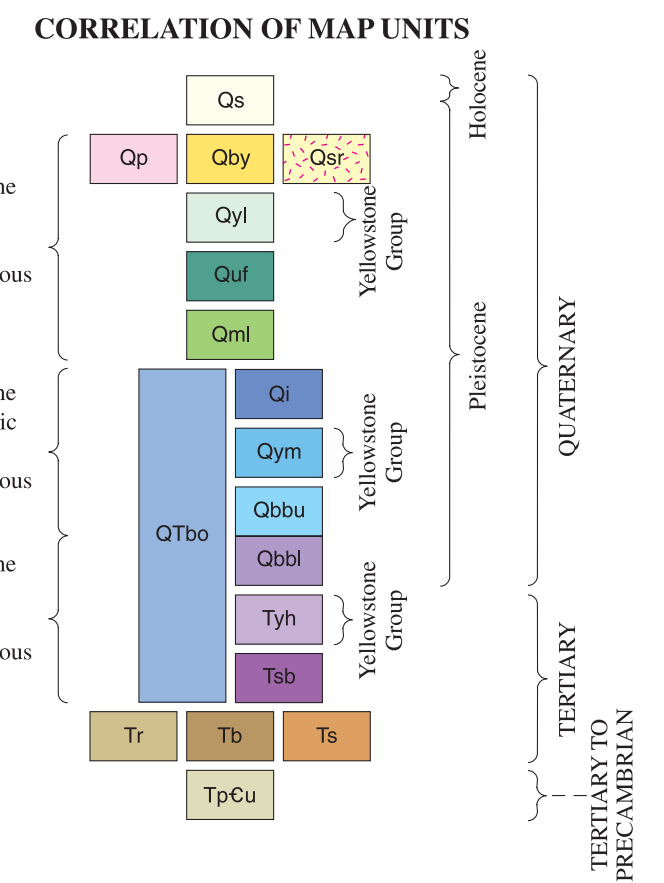 CORRELATION OF MAP UNITS
Qs
Holocene
Qp
Qby
Qsr
Qyl
Yellowstone
Group
Quf
ous
Qml
Pleistocene
QUATERNARY
Qi
ic
Qym
Yellowstone
Group
ous
Qbbu
QTbo
Qbbl
ne
Tyh
Yellowstone
Group
ous
Tsb
TERTIARY
Tr
Tb
Ts
Tp€u
TERTIARY TO
PRECAMBRIAN